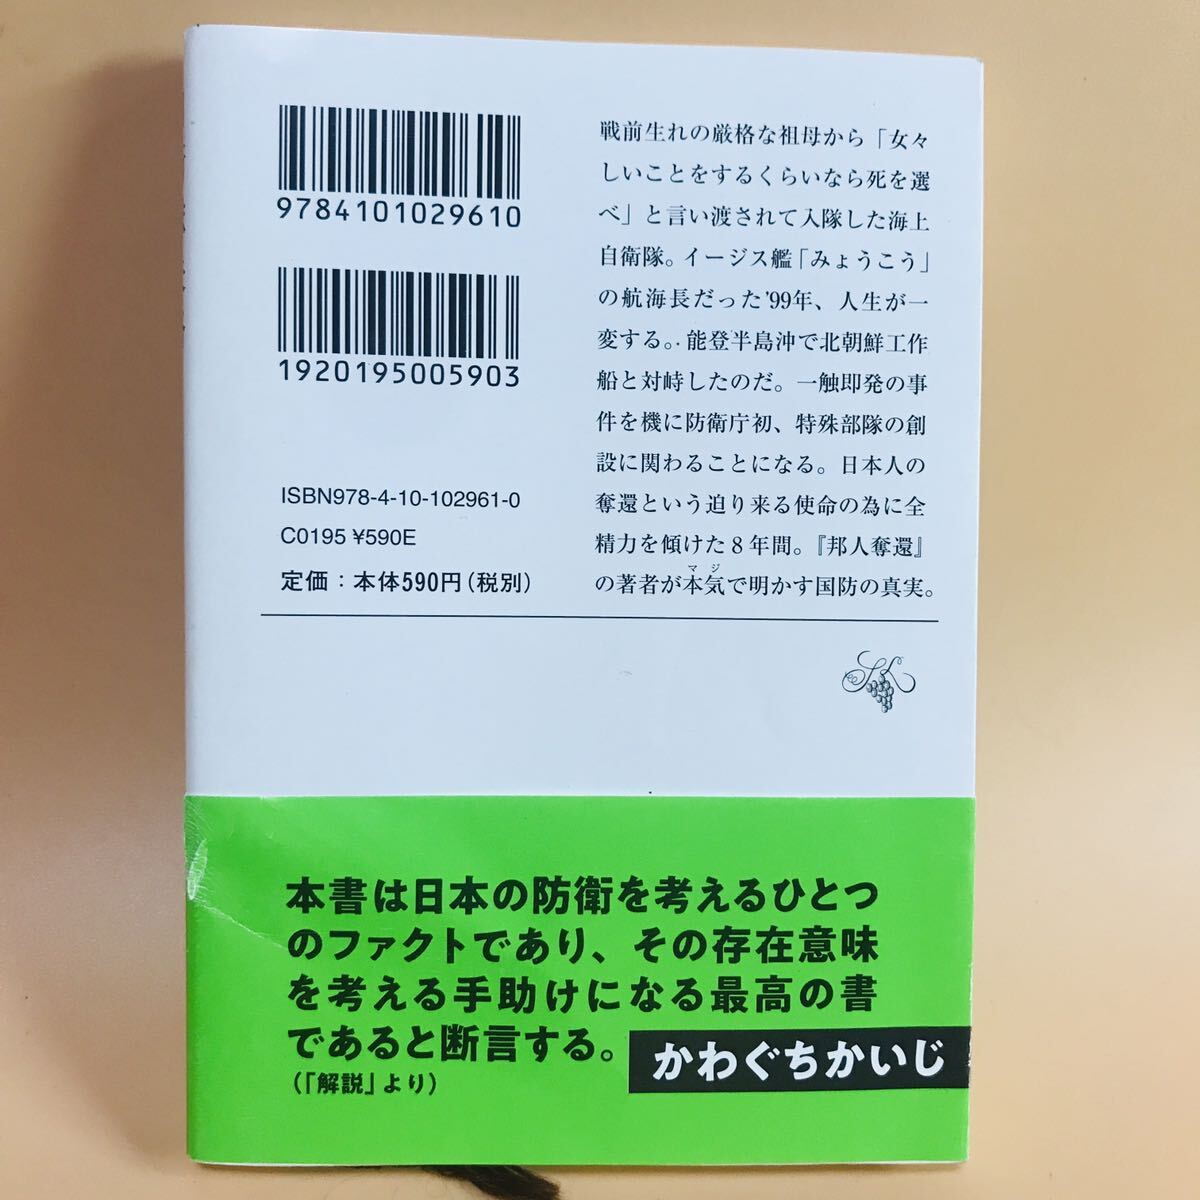 9784101029610
1920195005903
ISBN978-4-10-102961-0
C0195 ¥590E
定価：本体590円（税別）
戦前生れの厳格な祖母から「女々
しいことをするくらいなら死を選
べ」と言い渡されて入隊した海上
自衛隊。イージス艦「みょうこう」
の航海長だった’99年、人生が一
変する。能登半島沖で北朝鮮工作
船と対峙したのだ。一触即発の事
件を機に防衛庁初、特殊部隊の創
設に関わることになる。日本人の
奪還という迫り来る使命の為に全
精力を傾けた８年間。『邦人奪還』
マジ
の著者が本気で明かす国防の真実。
本書は日本の防衛を考えるひとつ
のファクトであり、その存在意味
を考える手助けになる最高の書
であると断言する。
（「解説」より）
かわぐちかいじ